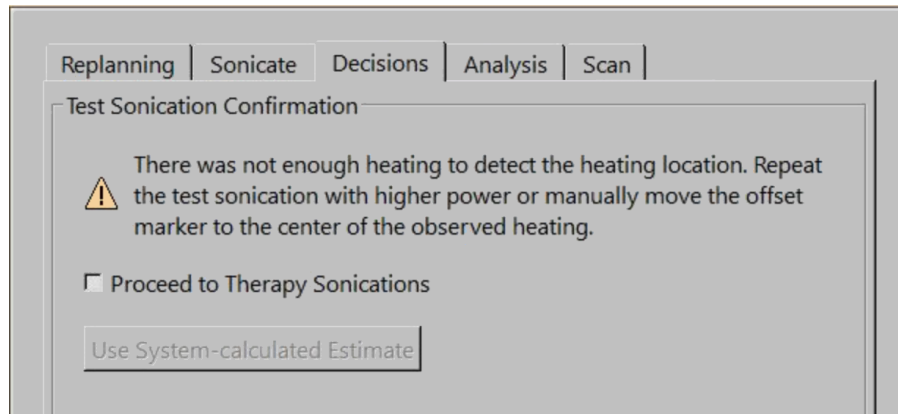 Replanning Sonicate Decisions Analysis Scan
Test Sonication Confirmation
There was not enough heating to detect the heating location. Repeat
the test sonication with higher power or manually move the offset
marker to the center of the observed heating.
Proceed to Therapy Sonications
Use System-calculated Estimate